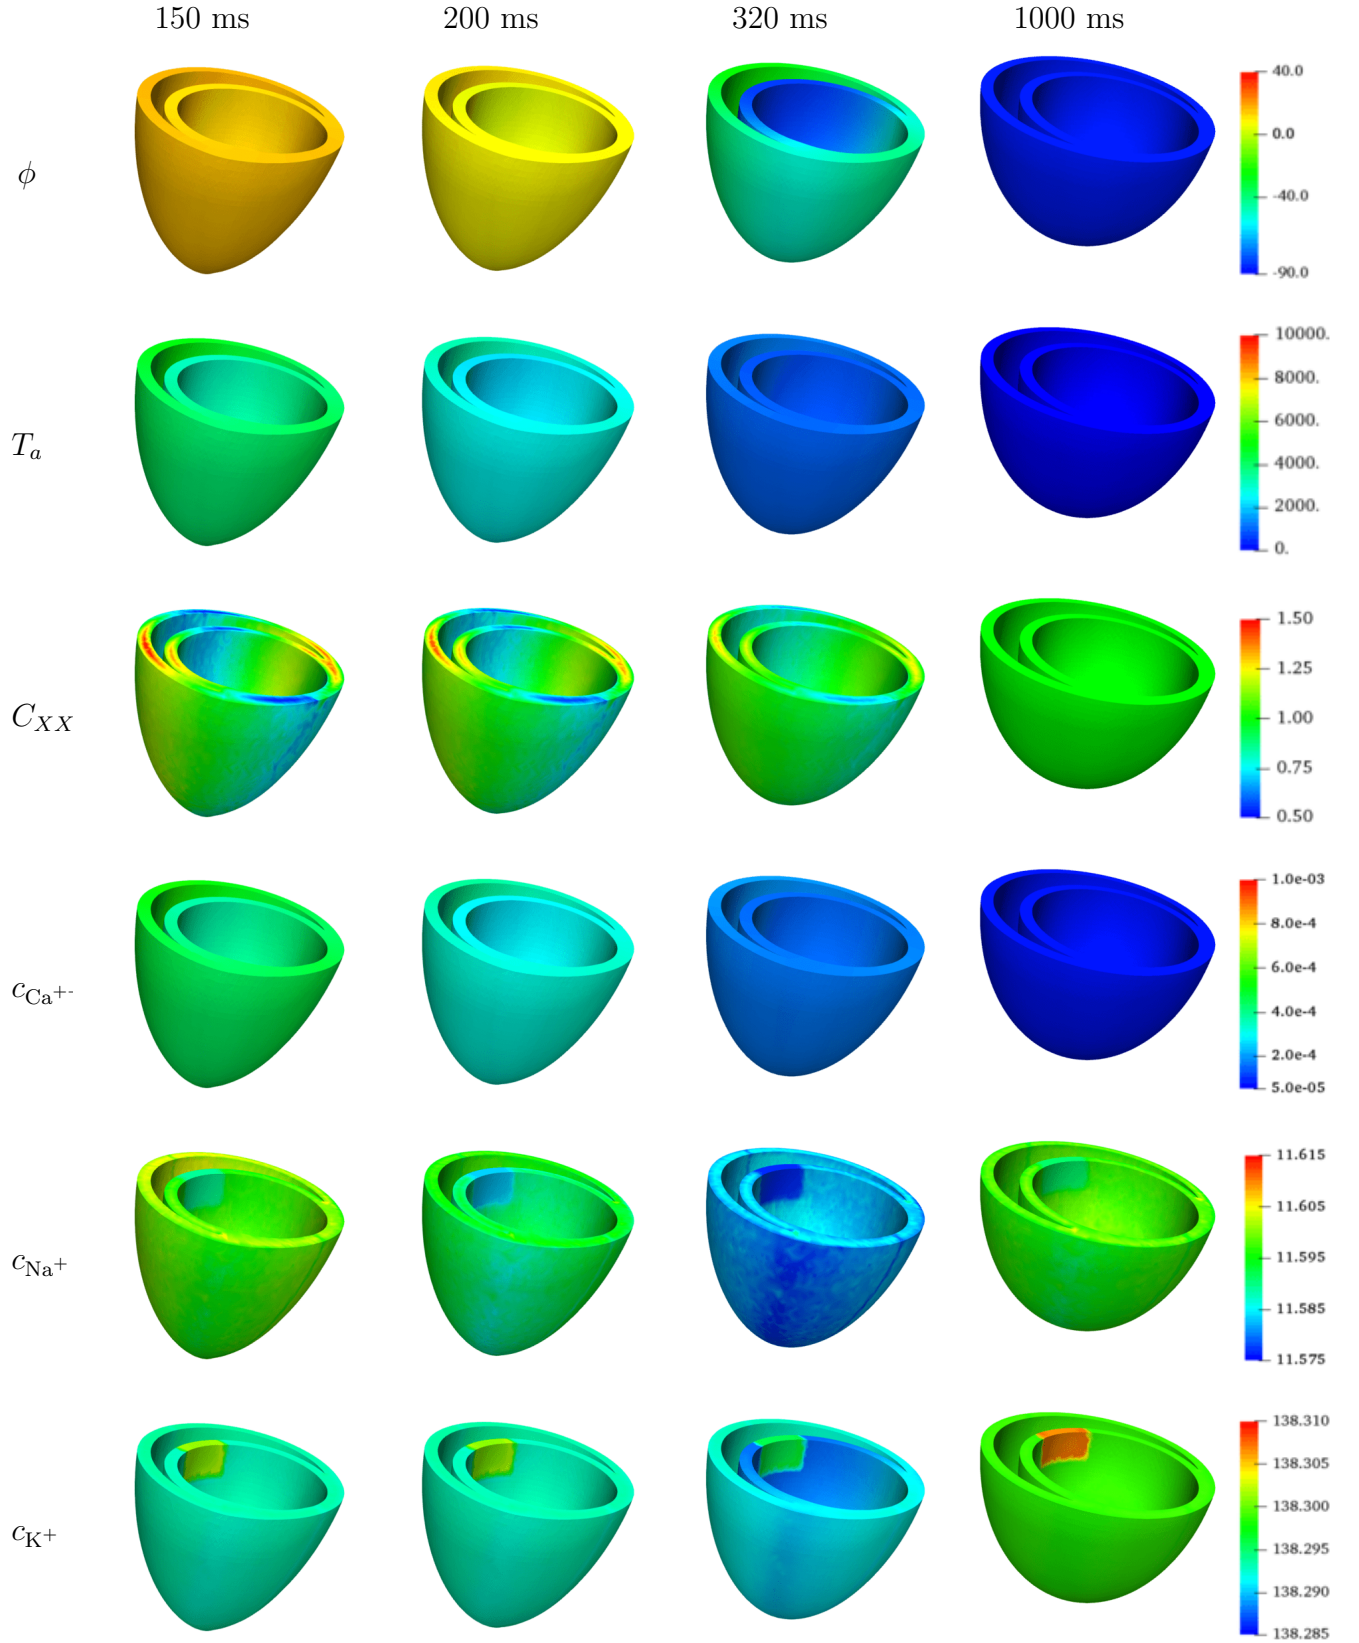 150 ms 200 ms 320 ms 1000 ms
ϕ
40.0
0.0
-40.0
-90.0
T_a
10000.
8000.
6000.
4000.
2000.
0.
C_XX
1.50
1.25
1.00
0.75
0.50
c_Ca+-
1.0e-03
8.0e-4
6.0e-4
4.0e-4
2.0e-4
5.0e-05
c_Na+
11.615
11.605
11.595
11.585
11.575
c_K+
138.310
138.305
138.300
138.295
138.290
138.285